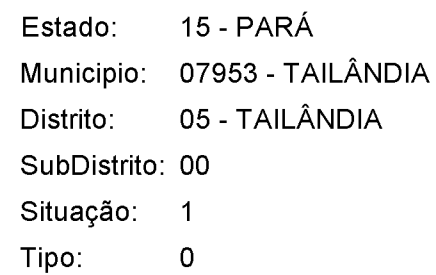 Estado: 15 - PARÁ
Municipio: 07953 - TAILÂNDIA
Distrito: 05 - TAILÂNDIA
SubDistrito: 00
Situação: 1
Tipo: 0